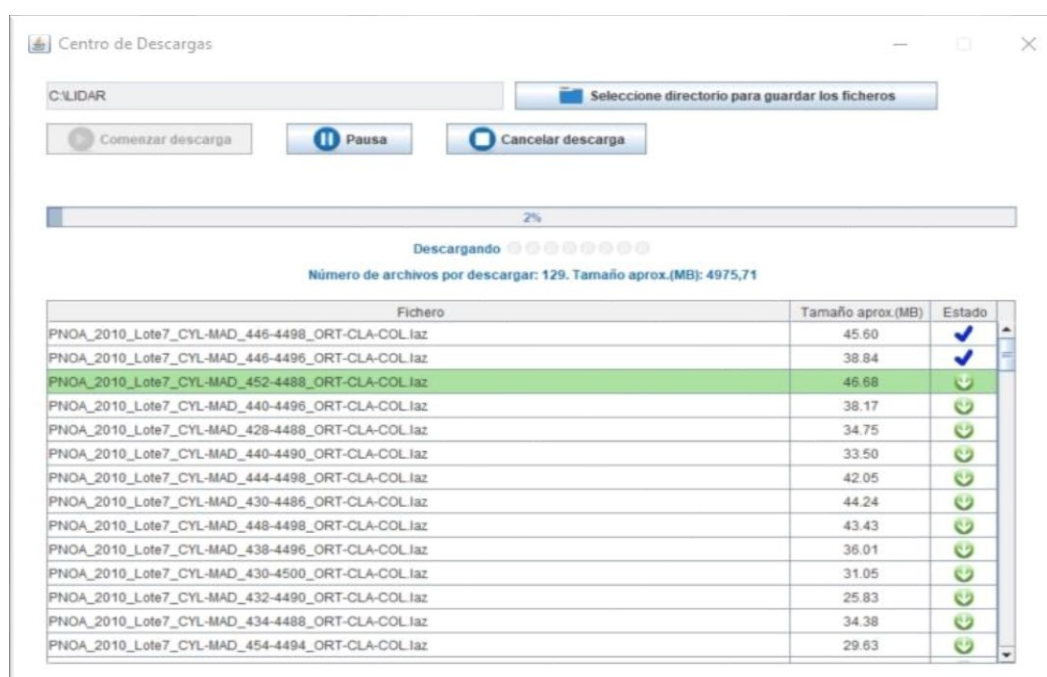 Centro de Descargas
C:\LIDAR
Seleccione directorio para guardar los ficheros
Comenzar descarga
Pausa
Cancelar descarga
2%
Descargando
Número de archivos por descargar: 129. Tamaño aprox.(MB): 4975,71
Fichero Tamaño aprox.(MB) Estado
PNOA_2010_Lote7_CYL-MAD_446-4498_ORT-CLA-COL.laz 45.60
PNOA_2010_Lote7_CYL-MAD_446-4496_ORT-CLA-COL.laz 38.84
PNOA_2010_Lote7_CYL-MAD_452-4488_ORT-CLA-COL.laz 46.68
PNOA_2010_Lote7_CYL-MAD_440-4496_ORT-CLA-COL.laz 38.17
PNOA_2010_Lote7_CYL-MAD_428-4488_ORT-CLA-COL.laz 34.75
PNOA_2010_Lote7_CYL-MAD_440-4490_ORT-CLA-COL.laz 33.50
PNOA_2010_Lote7_CYL-MAD_444-4498_ORT-CLA-COL.laz 42.05
PNOA_2010_Lote7_CYL-MAD_430-4486_ORT-CLA-COL.laz 44.24
PNOA_2010_Lote7_CYL-MAD_448-4498_ORT-CLA-COL.laz 43.43
PNOA_2010_Lote7_CYL-MAD_438-4496_ORT-CLA-COL.laz 36.01
PNOA_2010_Lote7_CYL-MAD_430-4500_ORT-CLA-COL.laz 31.05
PNOA_2010_Lote7_CYL-MAD_432-4490_ORT-CLA-COL.laz 25.83
PNOA_2010_Lote7_CYL-MAD_434-4488_ORT-CLA-COL.laz 34.38
PNOA_2010_Lote7_CYL-MAD_454-4494_ORT-CLA-COL.laz 29.63